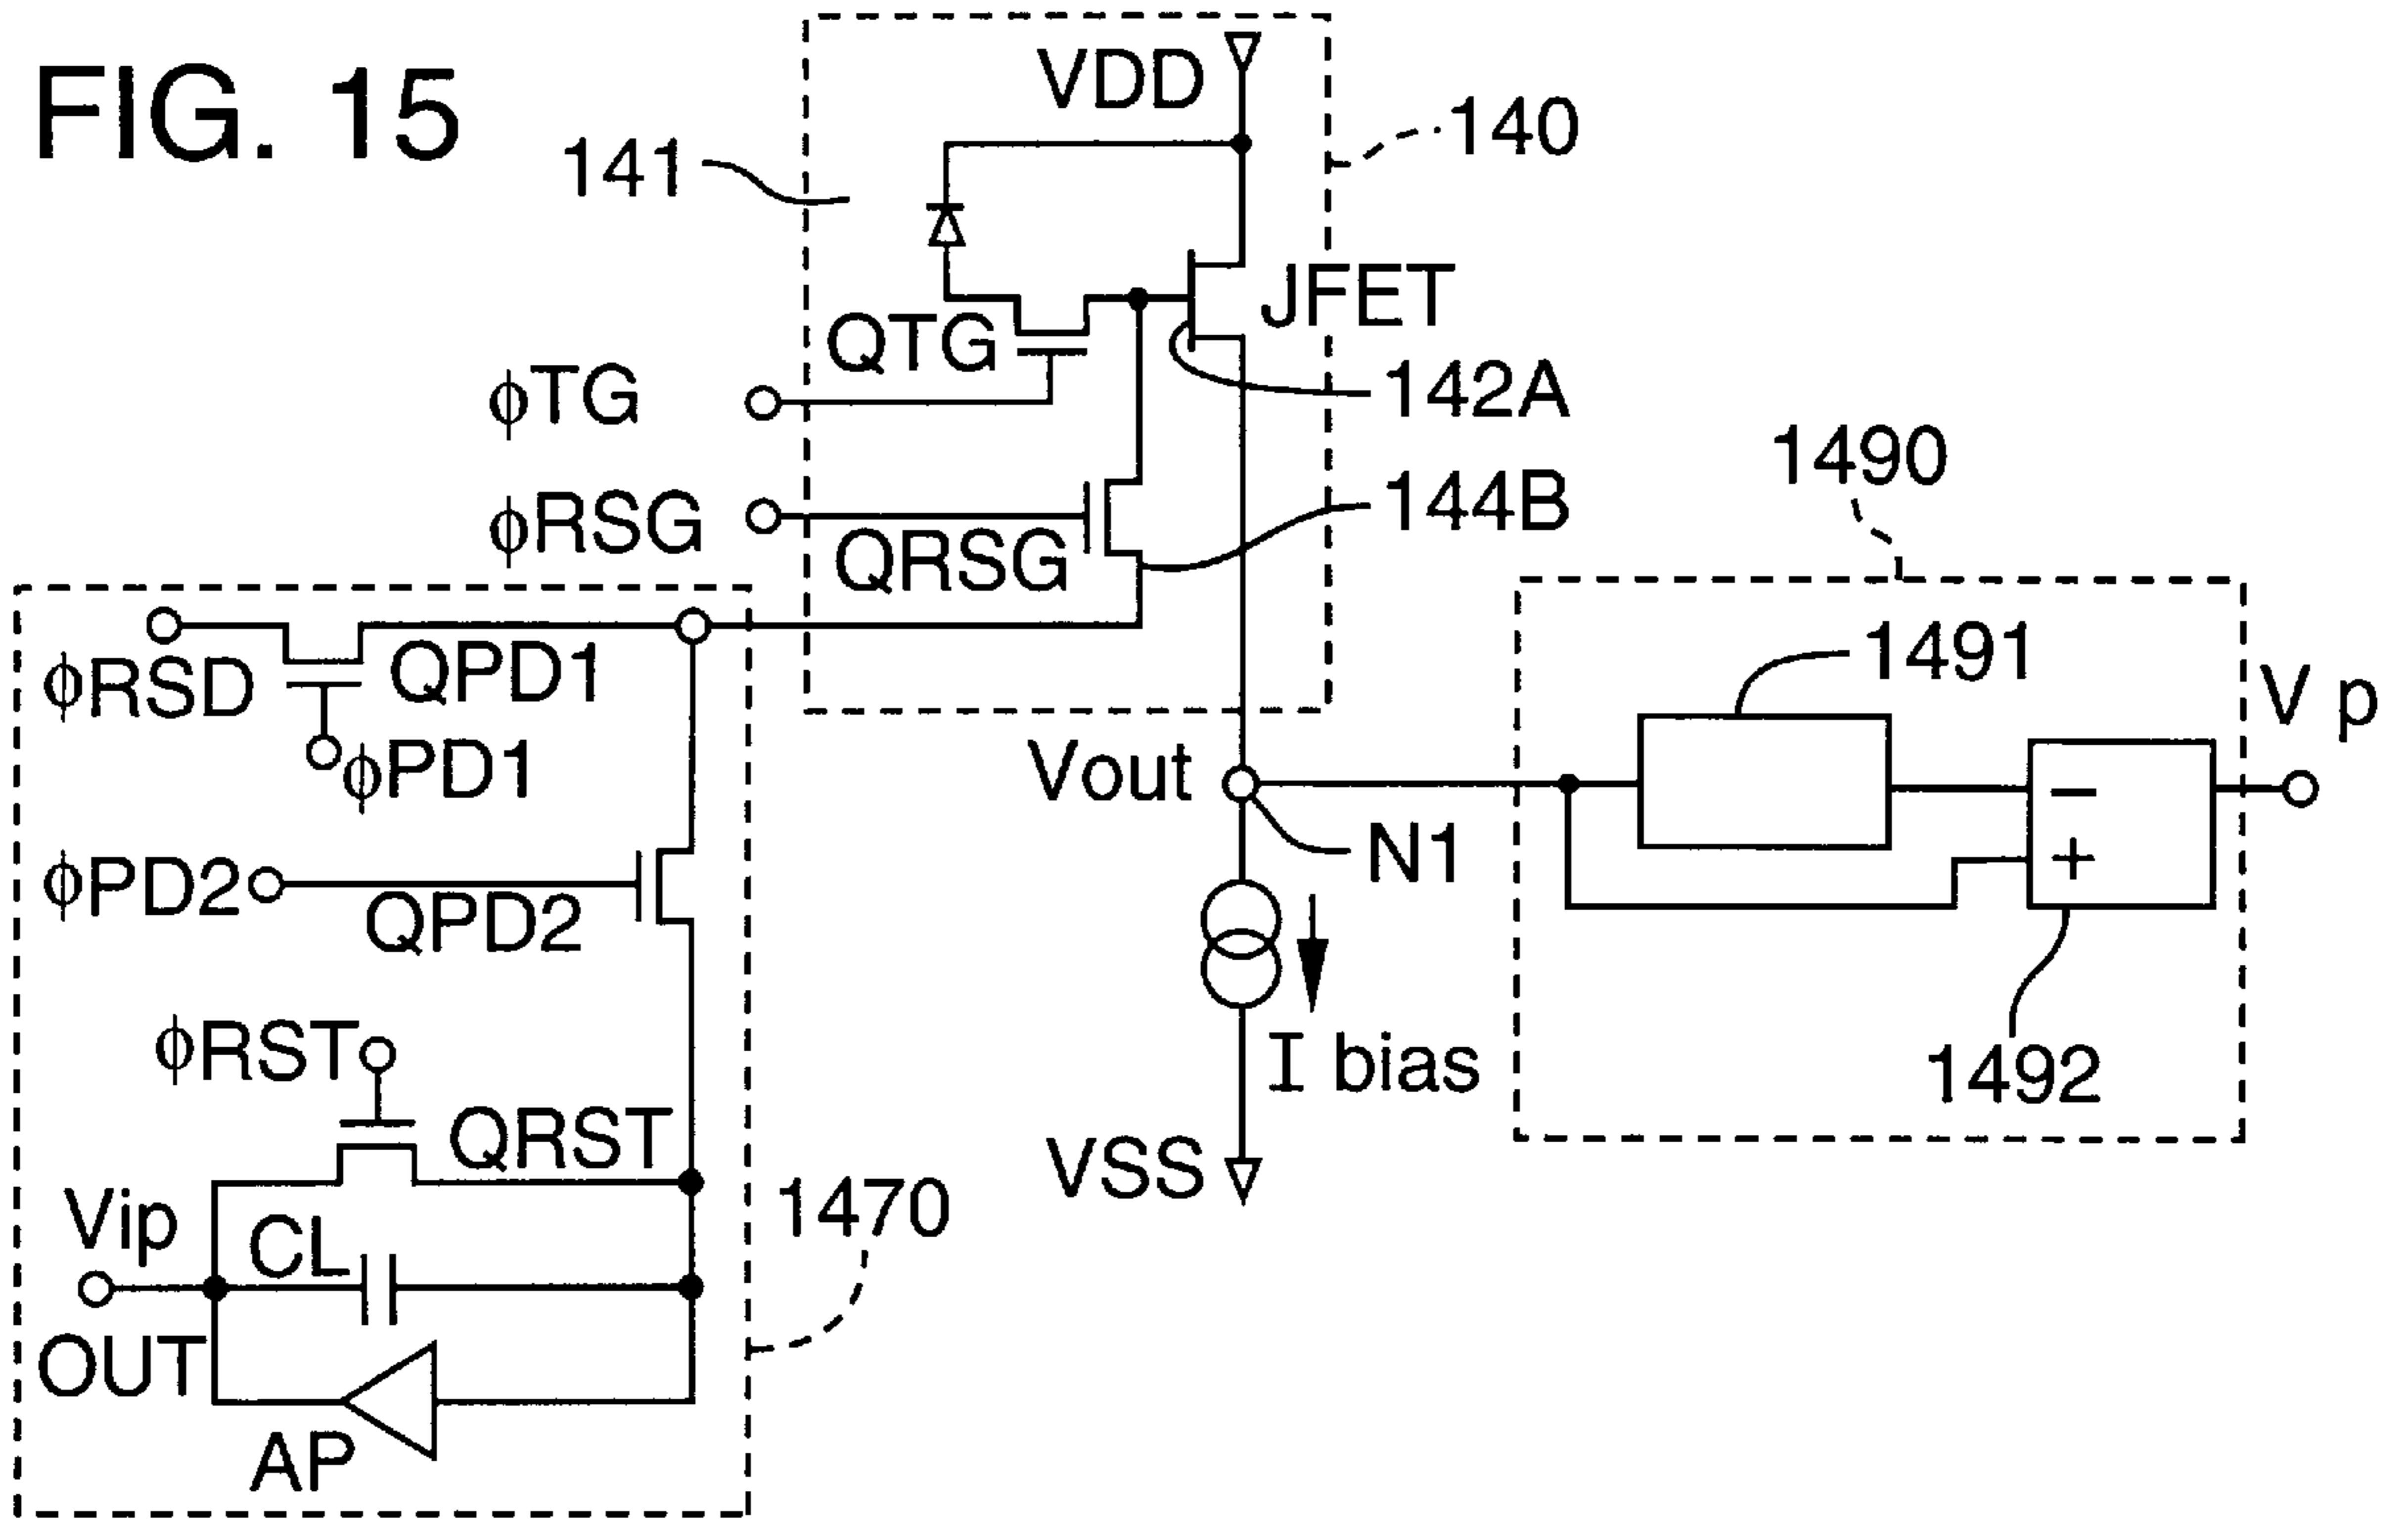 FIG. 15
VDD
140
141
JFET
QTG
142A
ϕTG
1490
144B
ϕRSG
QRSG
1491
QPD1
ϕRSD
V p
ϕPD1
Vout
−
N1
+
ϕPD2
QPD2
ϕRST
I bias
1492
QRST
VSS
1470
Vip
CL
OUT
AP